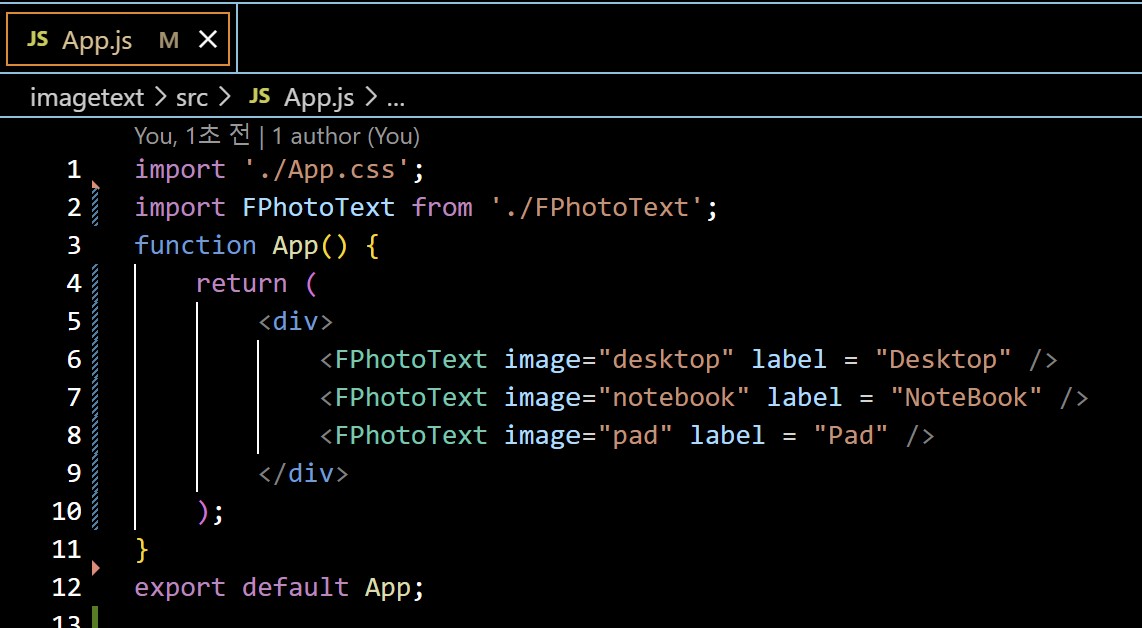 JS App.js M ×
imagetext > src > JS App.js > ...
You, 1초 전 | 1 author (You)
1 import './App.css';
2 import FPhotoText from './FPhotoText';
3 function App() {
4 return (
5 <div>
6 <FPhotoText image="desktop" label = "Desktop" />
7 <FPhotoText image="notebook" label = "NoteBook" />
8 <FPhotoText image="pad" label = "Pad" />
9 </div>
10 );
11 }
12 export default App;
13